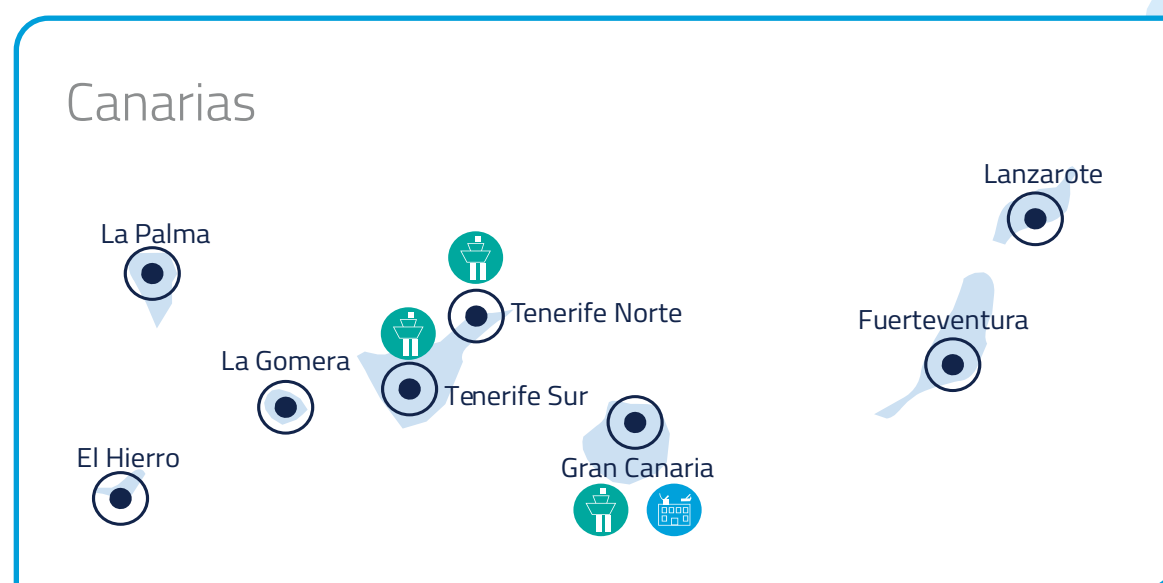 Canarias
Lanzarote
La Palma
Tenerife Norte
Fuerteventura
La Gomera
Tenerife Sur
El Hierro
Gran Canaria